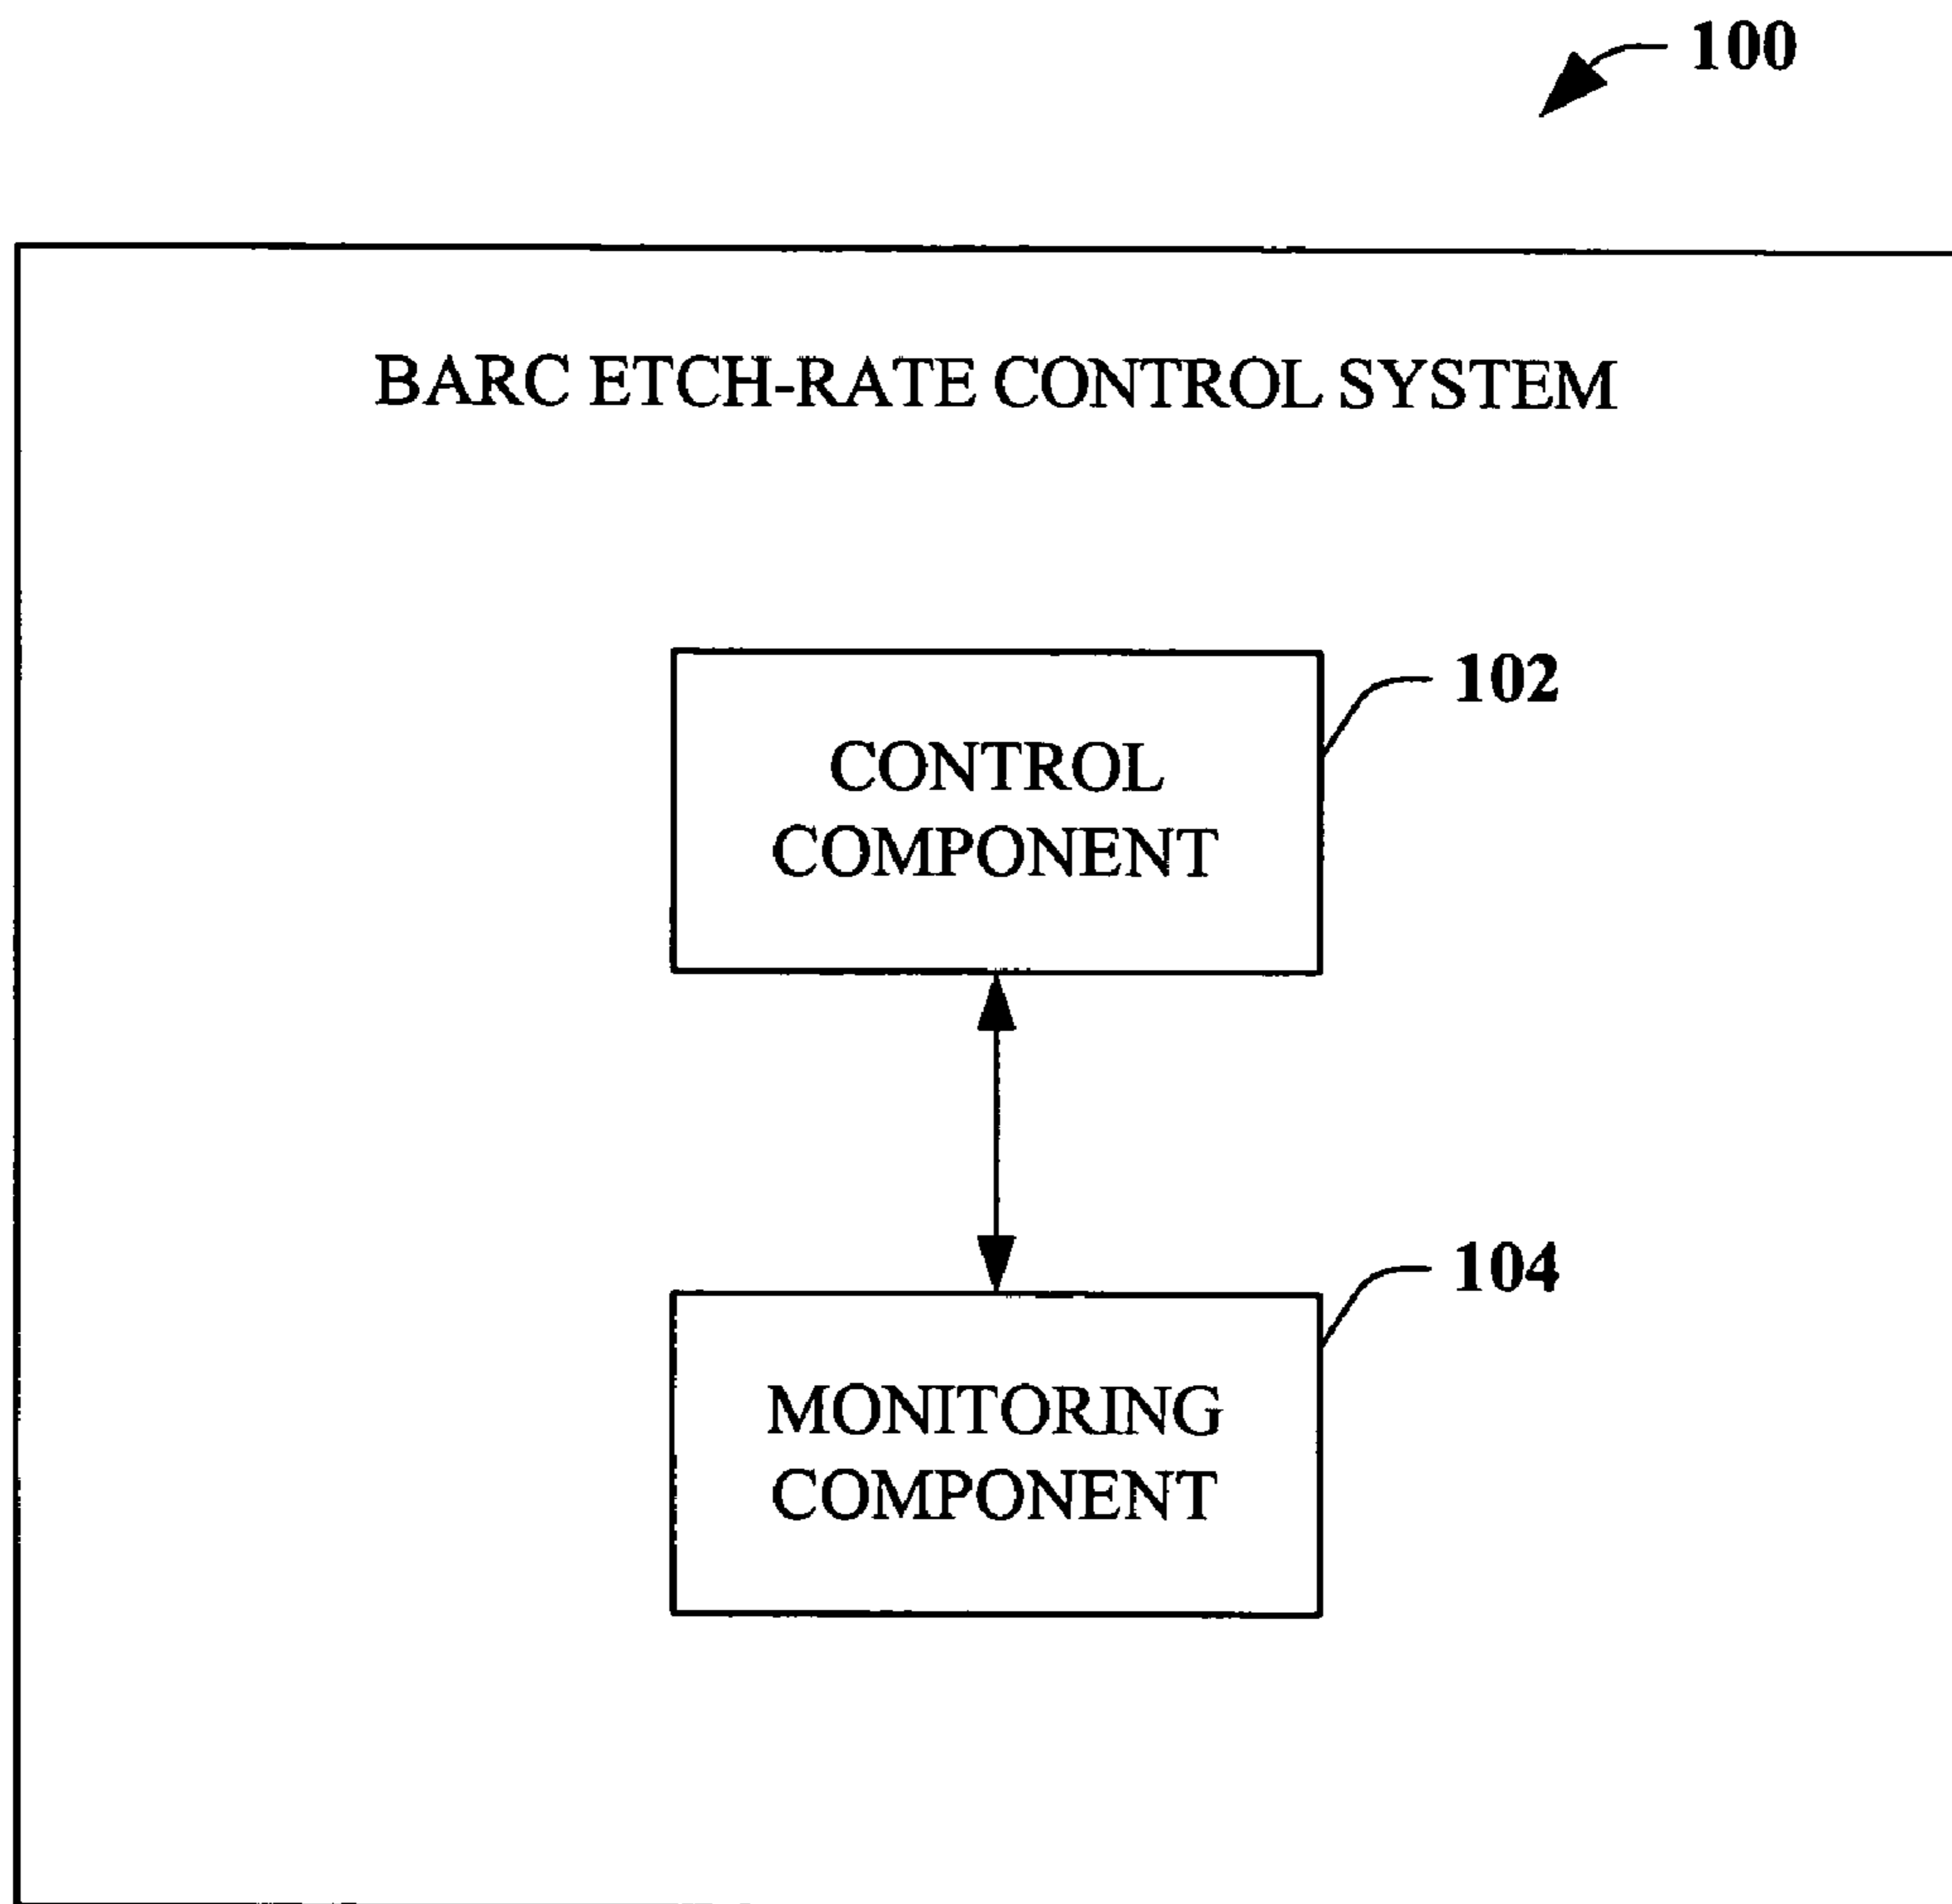 100
BARC ETCH-RATE CONTROL SYSTEM
102
CONTROL
COMPONENT
104
MONITORING
COMPONENT